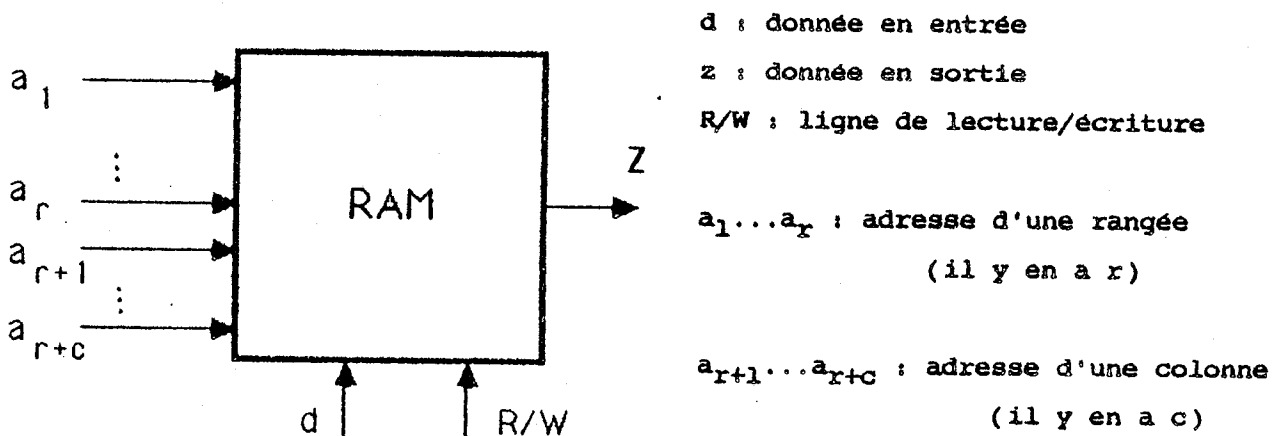 a1
⋮
ar
ar+1
⋮
ar+c
RAM
Z
d
R/W
d : donnée en entrée
z : donnée en sortie
R/W : ligne de lecture/écriture
a1...ar : adresse d'une rangée
(il y en a r)
ar+1...ar+c : adresse d'une colonne
(il y en a c)